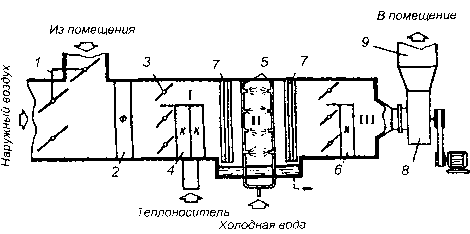 Из помещения
В помещение
Наружный воздух
1
3
I
7
5
7
9
Ф
X
X
II
X
III
2
4
6
8
Теплоноситель
Холодная вода